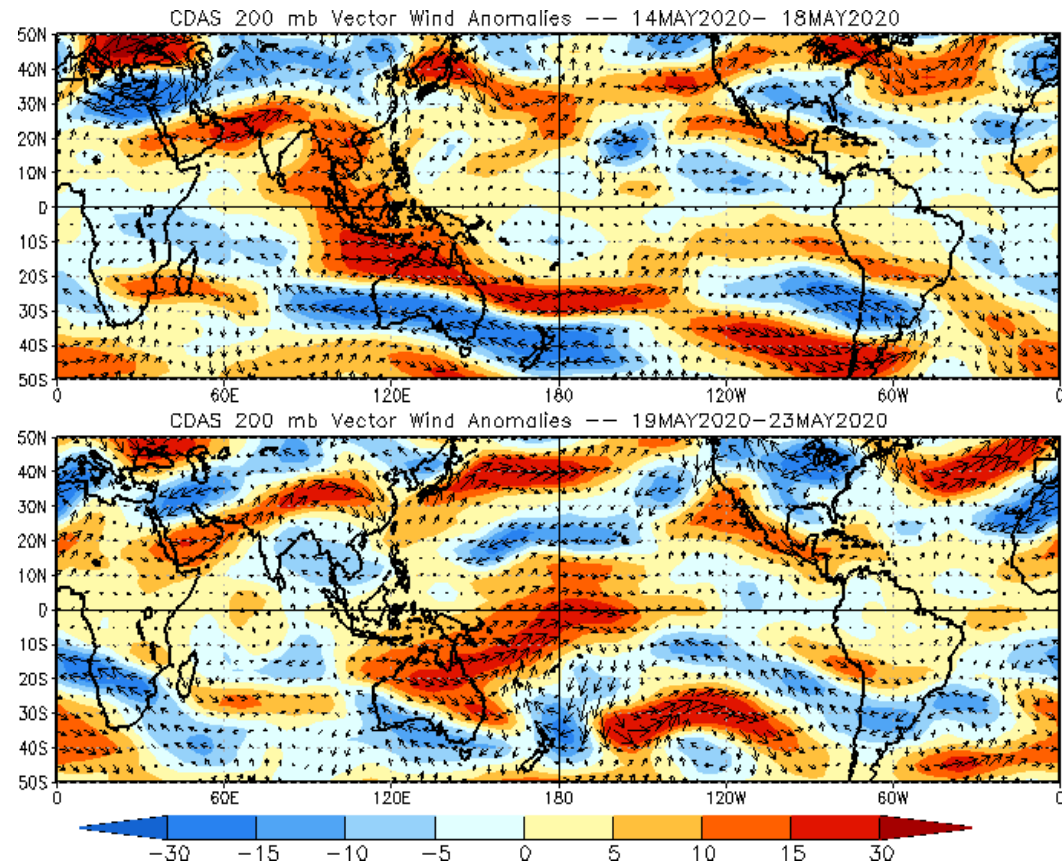 CDAS 200 mb Vector Wind Anomalies -- 14MAY2020- 18MAY2020
50N
40N
30N
20N
10N
0
10S
20S
30S
40S
50S
0 60E 120E 180 120W 60W 0
CDAS 200 mb Vector Wind Anomalies -- 19MAY2020-23MAY2020
50N
40N
30N
20N
10N
0
10S
20S
30S
40S
50S
0 60E 120E 180 120W 60W 0
-30 -15 -10 -5 0 5 10 15 30